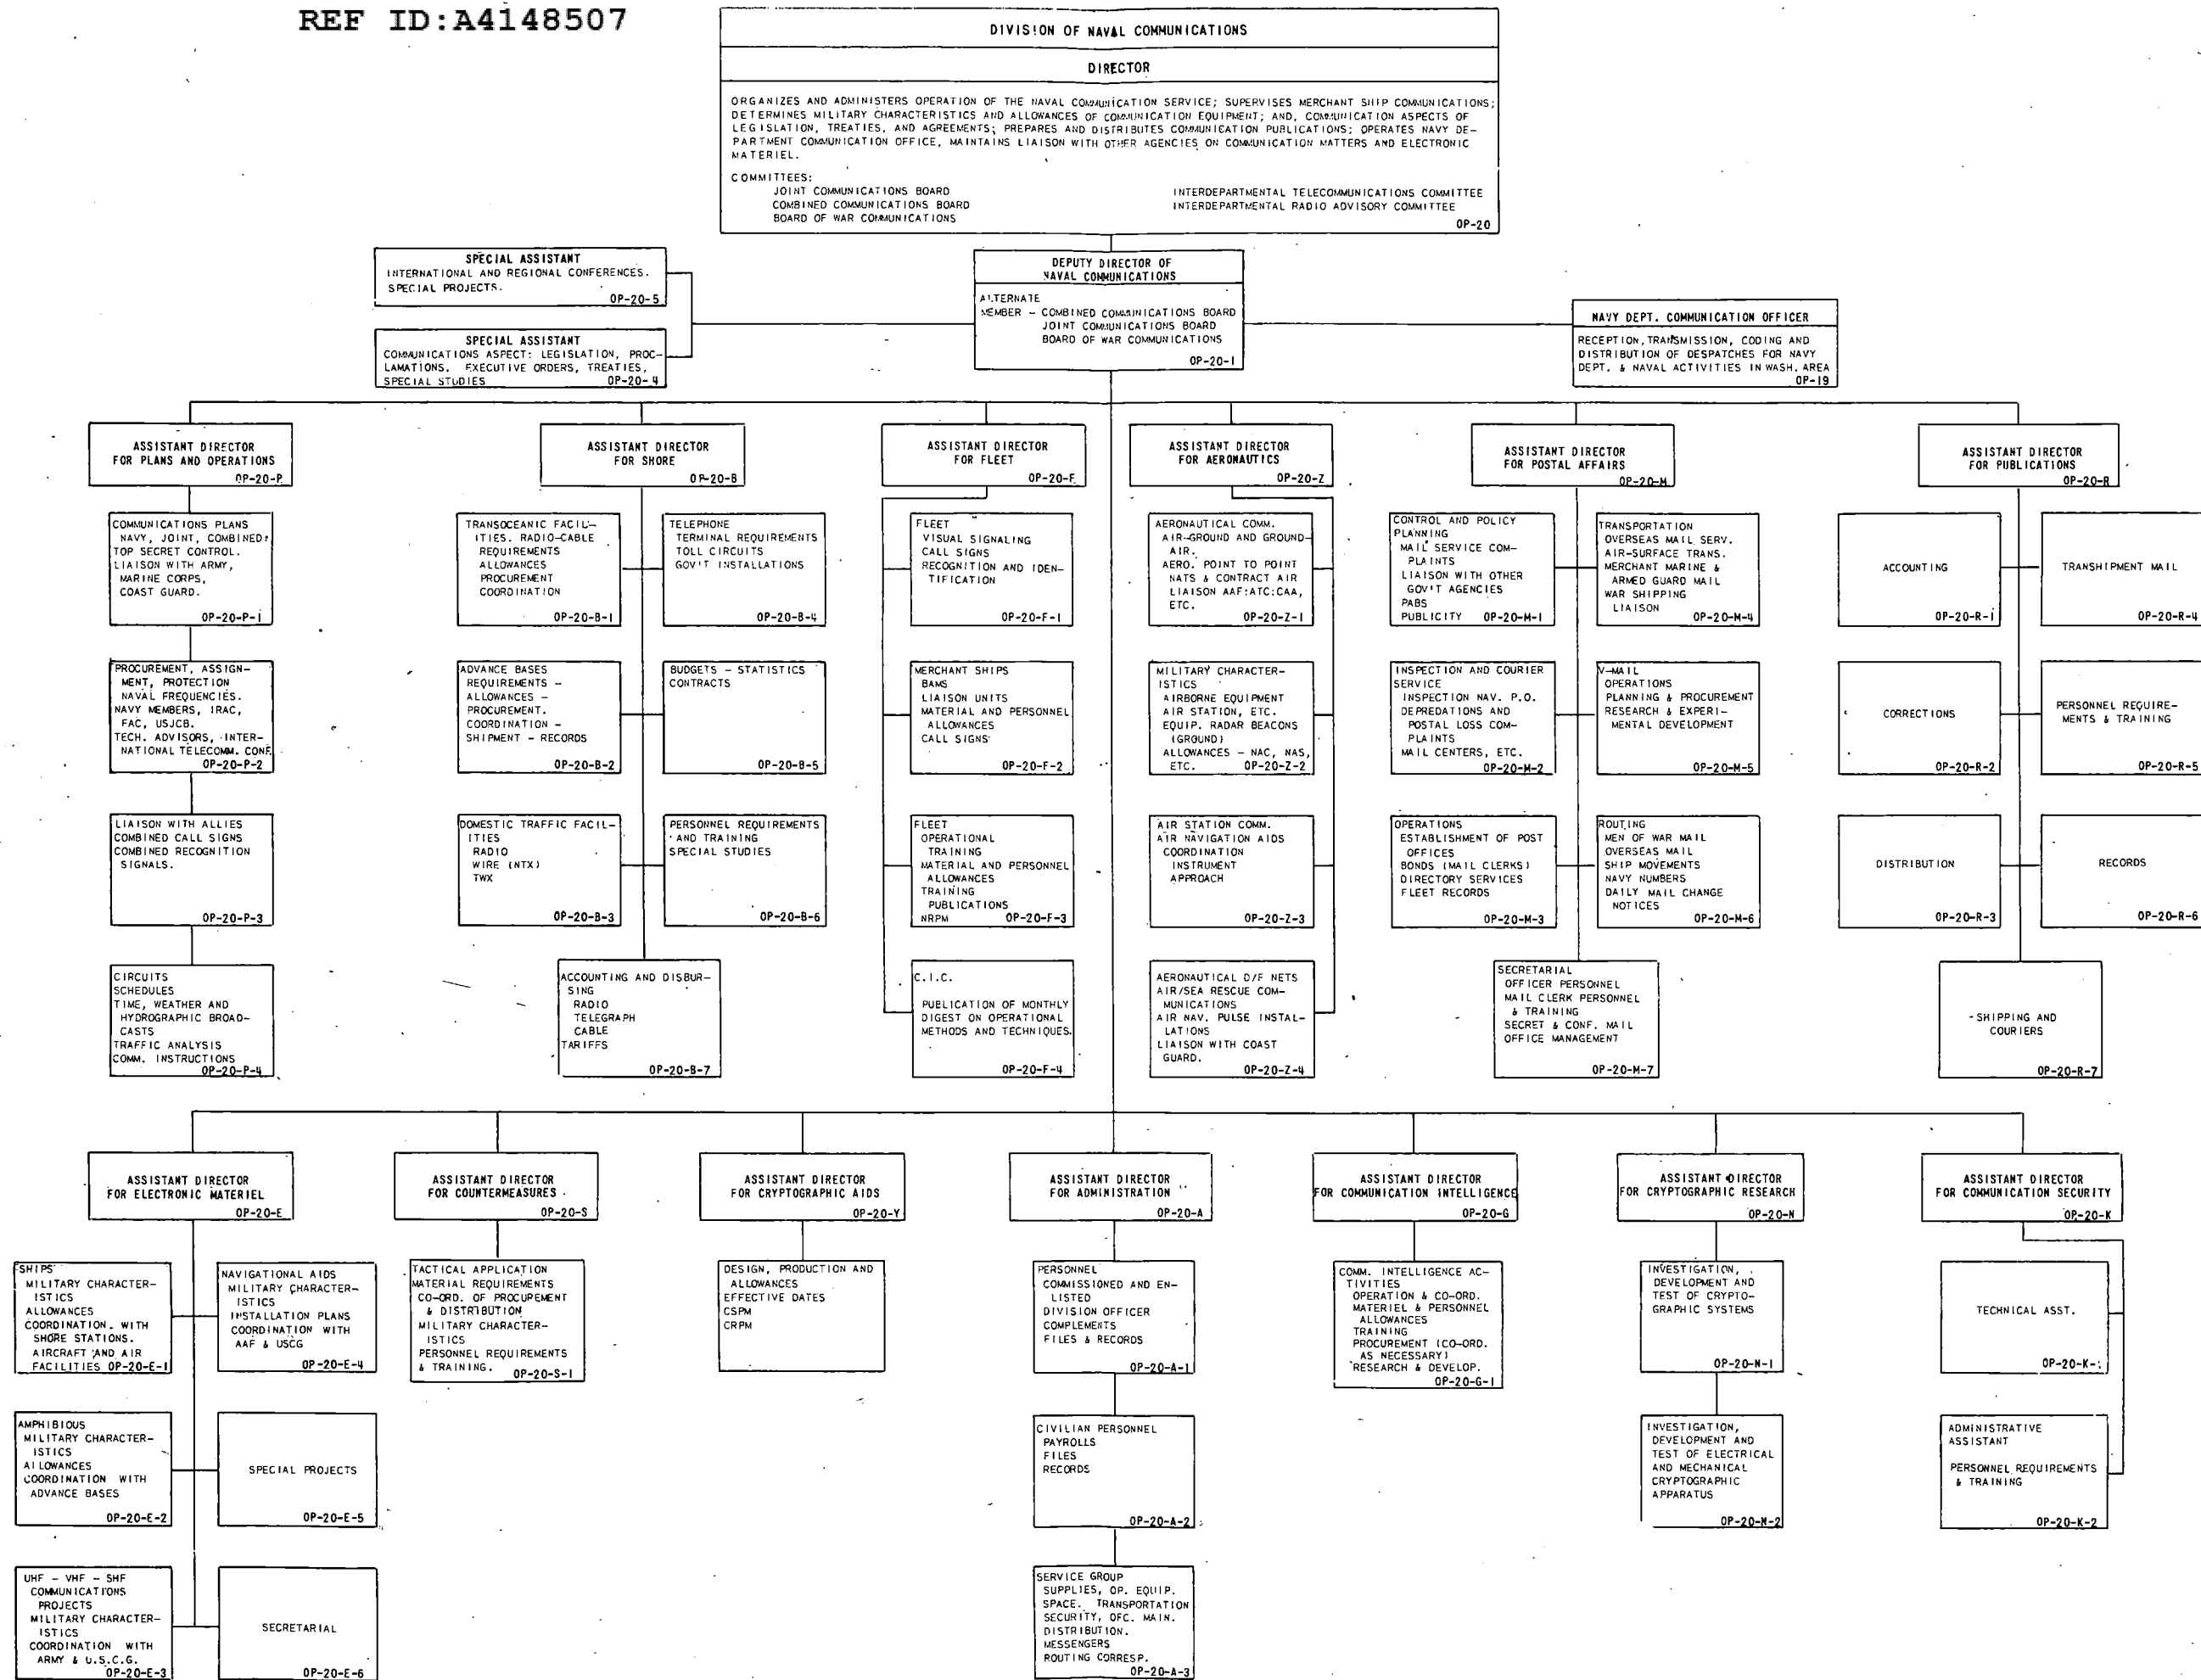 REF ID:A4148507
DIVISION OF NAVAL COMMUNICATIONS
DIRECTOR
ORGANIZES AND ADMINISTERS OPERATION OF THE NAVAL COMMUNICATION SERVICE; SUPERVISES MERCHANT SHIP COMMUNICATIONS;
DETERMINES MILITARY CHARACTERISTICS AND ALLOWANCES OF COMMUNICATION EQUIPMENT; AND, COMMUNICATION ASPECTS OF
LEGISLATION, TREATIES, AND AGREEMENTS; PREPARES AND DISTRIBUTES COMMUNICATION PUBLICATIONS; OPERATES NAVY DE-
PARTMENT COMMUNICATION OFFICE, MAINTAINS LIAISON WITH OTHER AGENCIES ON COMMUNICATION MATTERS AND ELECTRONIC
MATERIEL.
COMMITTEES:
JOINT COMMUNICATIONS BOARD
COMBINED COMMUNICATIONS BOARD
BOARD OF WAR COMMUNICATIONS
INTERDEPARTMENTAL TELECOMMUNICATIONS COMMITTEE
INTERDEPARTMENTAL RADIO ADVISORY COMMITTEE
OP-20
SPECIAL ASSISTANT
INTERNATIONAL AND REGIONAL CONFERENCES.
SPECIAL PROJECTS.
OP-20-5
SPECIAL ASSISTANT
COMMUNICATIONS ASPECT: LEGISLATION, PROC-
LAMATIONS, EXECUTIVE ORDERS, TREATIES,
SPECIAL STUDIES OP-20-4
DEPUTY DIRECTOR OF
NAVAL COMMUNICATIONS
ALTERNATE
MEMBER - COMBINED COMMUNICATIONS BOARD
JOINT COMMUNICATIONS BOARD
BOARD OF WAR COMMUNICATIONS
OP-20-1
NAVY DEPT. COMMUNICATION OFFICER
RECEPTION, TRANSMISSION, CODING AND
DISTRIBUTION OF DESPATCHES FOR NAVY
DEPT. & NAVAL ACTIVITIES IN WASH. AREA
OP-19
ASSISTANT DIRECTOR
FOR PLANS AND OPERATIONS
OP-20-P
ASSISTANT DIRECTOR
FOR SHORE
OP-20-B
ASSISTANT DIRECTOR
FOR FLEET
OP-20-F
ASSISTANT DIRECTOR
FOR AERONAUTICS
OP-20-Z
ASSISTANT DIRECTOR
FOR POSTAL AFFAIRS
OP-20-M
ASSISTANT DIRECTOR
FOR PUBLICATIONS
OP-20-R
COMMUNICATIONS PLANS
NAVY, JOINT, COMBINED:
TOP SECRET CONTROL.
LIAISON WITH ARMY,
MARINE CORPS,
COAST GUARD.
OP-20-P-1
TRANSOCEANIC FACIL-
ITIES. RADIO-CABLE
REQUIREMENTS
ALLOWANCES
PROCUREMENT
COORDINATION
OP-20-B-1
TELEPHONE
TERMINAL REQUIREMENTS
TOLL CIRCUITS
GOV'T INSTALLATIONS
OP-20-B-4
FLEET
VISUAL SIGNALING
CALL SIGNS
RECOGNITION AND IDEN-
TIFICATION
OP-20-F-1
AERONAUTICAL COMM.
AIR-GROUND AND GROUND-
AIR.
AERO. POINT TO POINT
NATS & CONTRACT AIR
LIAISON AAF:ATC:CAA,
ETC.
OP-20-Z-1
CONTROL AND POLICY
PLANNING
MAIL SERVICE COM-
PLAINTS
LIAISON WITH OTHER
GOV'T AGENCIES
PABS
PUBLICITY OP-20-M-1
TRANSPORTATION
OVERSEAS MAIL SERV.
AIR-SURFACE TRANS.
MERCHANT MARINE &
ARMED GUARD MAIL
WAR SHIPPING
LIAISON
OP-20-M-4
ACCOUNTING
OP-20-R-1
TRANSHIPMENT MAIL
OP-20-R-4
PROCUREMENT, ASSIGN-
MENT, PROTECTION
NAVAL FREQUENCIES.
NAVY MEMBERS, IRAC,
FAC, USJCB.
TECH. ADVISORS, INTER-
NATIONAL TELECOMM. CONF.
OP-20-P-2
ADVANCE BASES
REQUIREMENTS -
ALLOWANCES -
PROCUREMENT.
COORDINATION -
SHIPMENT - RECORDS
OP-20-B-2
BUDGETS - STATISTICS
CONTRACTS
OP-20-B-5
MERCHANT SHIPS
BAMS
LIAISON UNITS
MATERIAL AND PERSONNEL
ALLOWANCES
CALL SIGNS
OP-20-F-2
MILITARY CHARACTER-
ISTICS
AIRBORNE EQUIPMENT
AIR STATION, ETC.
EQUIP. RADAR BEACONS
(GROUND)
ALLOWANCES - NAC, NAS,
ETC. OP-20-Z-2
INSPECTION AND COURIER
SERVICE
INSPECTION NAV. P.O.
DEPREDATIONS AND
POSTAL LOSS COM-
PLAINTS
MAIL CENTERS, ETC.
OP-20-M-2
V-MAIL
OPERATIONS
PLANNING & PROCUREMENT
RESEARCH & EXPERI-
MENTAL DEVELOPMENT
OP-20-M-5
CORRECTIONS
OP-20-R-2
PERSONNEL REQUIRE-
MENTS & TRAINING
OP-20-R-5
LIAISON WITH ALLIES
COMBINED CALL SIGNS
COMBINED RECOGNITION
SIGNALS.
OP-20-P-3
DOMESTIC TRAFFIC FACIL-
ITIES
RADIO
WIRE (NTX)
TWX
OP-20-B-3
PERSONNEL REQUIREMENTS
AND TRAINING
SPECIAL STUDIES
OP-20-B-6
FLEET
OPERATIONAL
TRAINING
MATERIAL AND PERSONNEL
ALLOWANCES
TRAINING
PUBLICATIONS
NRPM OP-20-F-3
AIR STATION COMM.
AIR NAVIGATION AIDS
COORDINATION
INSTRUMENT
APPROACH
OP-20-Z-3
OPERATIONS
ESTABLISHMENT OF POST
OFFICES
BONDS (MAIL CLERKS)
DIRECTORY SERVICES
FLEET RECORDS
OP-20-M-3
ROUTING
MEN OF WAR MAIL
OVERSEAS MAIL
SHIP MOVEMENTS
NAVY NUMBERS
DAILY MAIL CHANGE
NOTICES
OP-20-M-6
DISTRIBUTION
OP-20-R-3
RECORDS
OP-20-R-6
CIRCUITS
SCHEDULES
TIME, WEATHER AND
HYDROGRAPHIC BROAD-
CASTS
TRAFFIC ANALYSIS
COMM. INSTRUCTIONS
OP-20-P-4
ACCOUNTING AND DISBUR-
SING
RADIO
TELEGRAPH
CABLE
TARIFFS
OP-20-B-7
C.I.C.
PUBLICATION OF MONTHLY
DIGEST ON OPERATIONAL
METHODS AND TECHNIQUES.
OP-20-F-4
AERONAUTICAL D/F NETS
AIR/SEA RESCUE COM-
MUNICATIONS
AIR NAV. PULSE INSTAL-
LATIONS
LIAISON WITH COAST
GUARD.
OP-20-Z-4
SECRETARIAL
OFFICER PERSONNEL
MAIL CLERK PERSONNEL
& TRAINING
SECRET & CONF. MAIL
OFFICE MANAGEMENT
OP-20-M-7
SHIPPING AND
COURIERS
OP-20-R-7
ASSISTANT DIRECTOR
FOR ELECTRONIC MATERIEL
OP-20-E
ASSISTANT DIRECTOR
FOR COUNTERMEASURES
OP-20-S
ASSISTANT DIRECTOR
FOR CRYPTOGRAPHIC AIDS
OP-20-Y
ASSISTANT DIRECTOR
FOR ADMINISTRATION
OP-20-A
ASSISTANT DIRECTOR
FOR COMMUNICATION INTELLIGENCE
OP-20-G
ASSISTANT DIRECTOR
FOR CRYPTOGRAPHIC RESEARCH
OP-20-N
ASSISTANT DIRECTOR
FOR COMMUNICATION SECURITY
OP-20-K
SHIPS
MILITARY CHARACTER-
ISTICS
ALLOWANCES
COORDINATION. WITH
SHORE STATIONS.
AIRCRAFT AND AIR
FACILITIES OP-20-E-1
NAVIGATIONAL AIDS
MILITARY CHARACTER-
ISTICS
INSTALLATION PLANS
COORDINATION WITH
AAF & USCG
OP-20-E-4
TACTICAL APPLICATION
MATERIAL REQUIREMENTS
CO-ORD. OF PROCUPEMENT
& DISTRIBUTION
MILITARY CHARACTER-
ISTICS
PERSONNEL REQUIREMENTS
& TRAINING.
OP-20-S-1
DESIGN, PRODUCTION AND
ALLOWANCES
EFFECTIVE DATES
CSPM
CRPM
PERSONNEL
COMMISSIONED AND EN-
LISTED
DIVISION OFFICER
COMPLEMENTS
FILES & RECORDS
OP-20-A-1
COMM. INTELLIGENCE AC-
TIVITIES
OPERATION & CO-ORD.
MATERIEL & PERSONNEL
ALLOWANCES
TRAINING
PROCUREMENT (CO-ORD.
AS NECESSARY)
RESEARCH & DEVELOP.
OP-20-G-1
INVESTIGATION,
DEVELOPMENT AND
TEST OF CRYPTO-
GRAPHIC SYSTEMS
OP-20-N-1
TECHNICAL ASST.
OP-20-K-
AMPHIBIOUS
MILITARY CHARACTER-
ISTICS
ALLOWANCES
COORDINATION WITH
ADVANCE BASES
OP-20-E-2
SPECIAL PROJECTS
OP-20-E-5
CIVILIAN PERSONNEL
PAYROLLS
FILES
RECORDS
OP-20-A-2
INVESTIGATION,
DEVELOPMENT AND
TEST OF ELECTRICAL
AND MECHANICAL
CRYPTOGRAPHIC
APPARATUS
OP-20-N-2
ADMINISTRATIVE
ASSISTANT
PERSONNEL REQUIREMENTS
& TRAINING
OP-20-K-2
UHF - VHF - SHF
COMMUNICATIONS
PROJECTS
MILITARY CHARACTER-
ISTICS
COORDINATION WITH
ARMY & U.S.C.G.
OP-20-E-3
SECRETARIAL
OP-20-E-6
SERVICE GROUP
SUPPLIES, OP. EQUIP.
SPACE. TRANSPORTATION
SECURITY, OFC. MAIN.
DISTRIBUTION.
MESSENGERS
ROUTING CORRESP.
OP-20-A-3